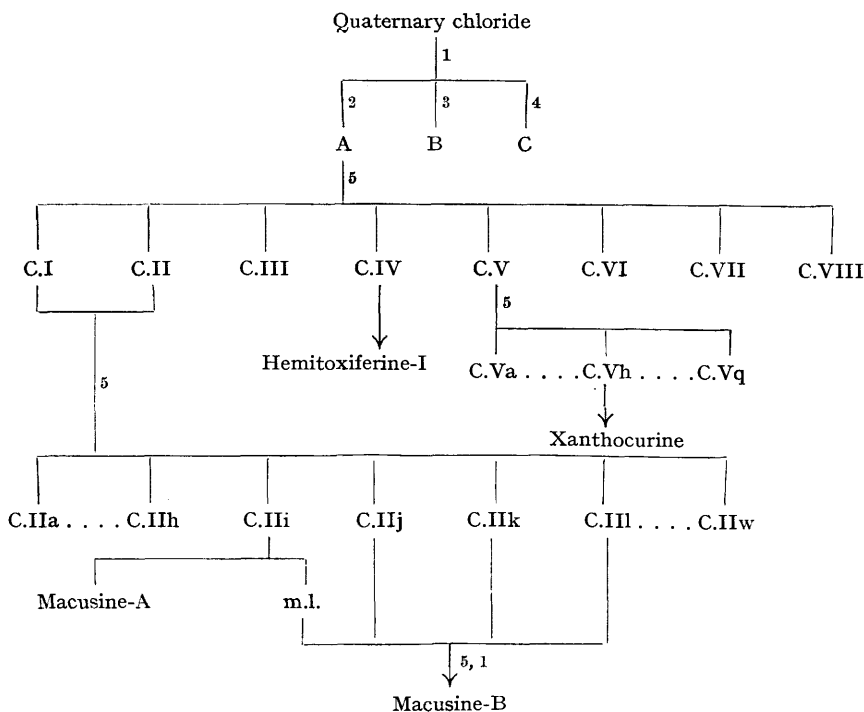 Quaternary chloride
1
2 3 4
A B C
5
C.I C.II C.III C.IV C.V C.VI C.VII C.VIII
5
Hemitoxiferine-I
C.Va . . . . C.Vh . . . . C.Vq
5
Xanthocurine
C.IIa . . . . C.IIh C.IIi C.IIj C.IIk C.IIl . . . . C.IIw
Macusine-A m.l.
5, 1
Macusine-B